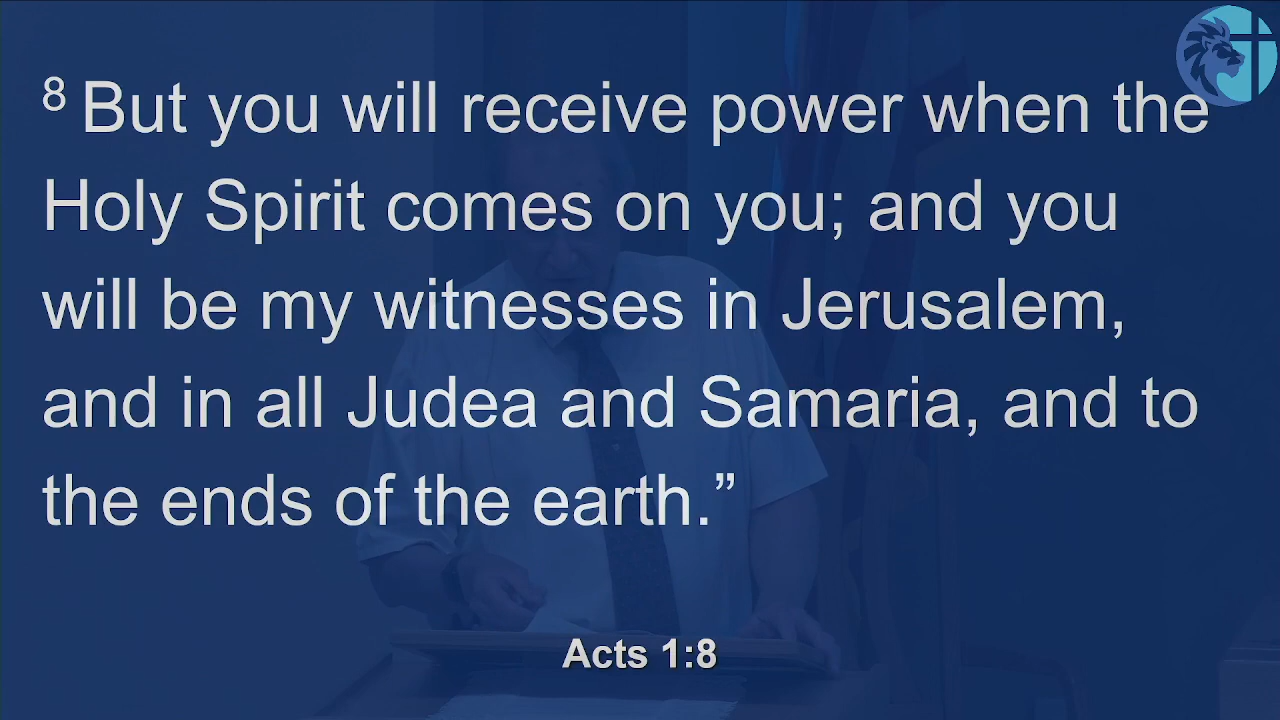 8 But you will receive power when the
Holy Spirit comes on you; and you
will be my witnesses in Jerusalem,
and in all Judea and Samaria, and to
the ends of the earth.”
Acts 1:8